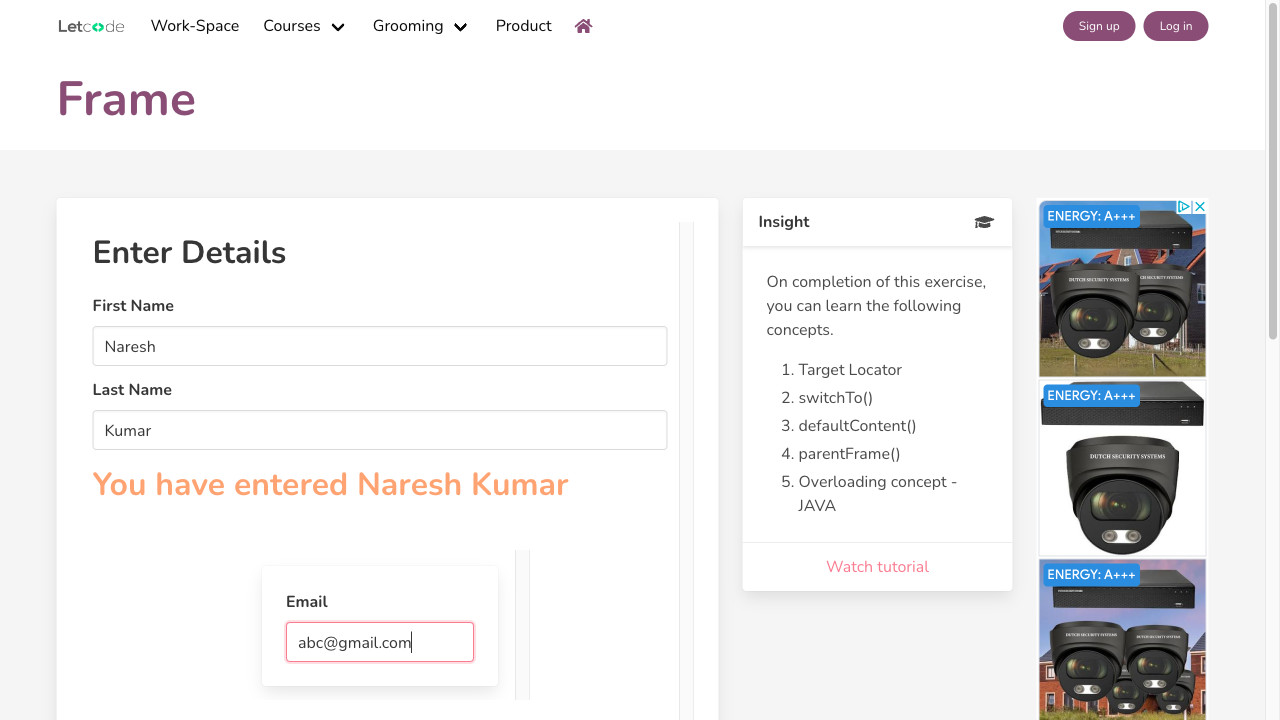 Letcode Work-Space Courses Grooming Product Sign up Log in
Frame
Enter Details
First Name
Naresh
Last Name
Kumar
You have entered Naresh Kumar
Email
abc@gmail.com
Insight
On completion of this exercise,
you can learn the following
concepts.
1. Target Locator
2. switchTo()
3. defaultContent()
4. parentFrame()
5. Overloading concept -
JAVA
Watch tutorial
ENERGY: A+++
DUTCH SECURITY SYSTEMS
ENERGY: A+++
DUTCH SECURITY SYSTEMS
ENERGY: A+++
DUTCH SECURITY SYSTEMS